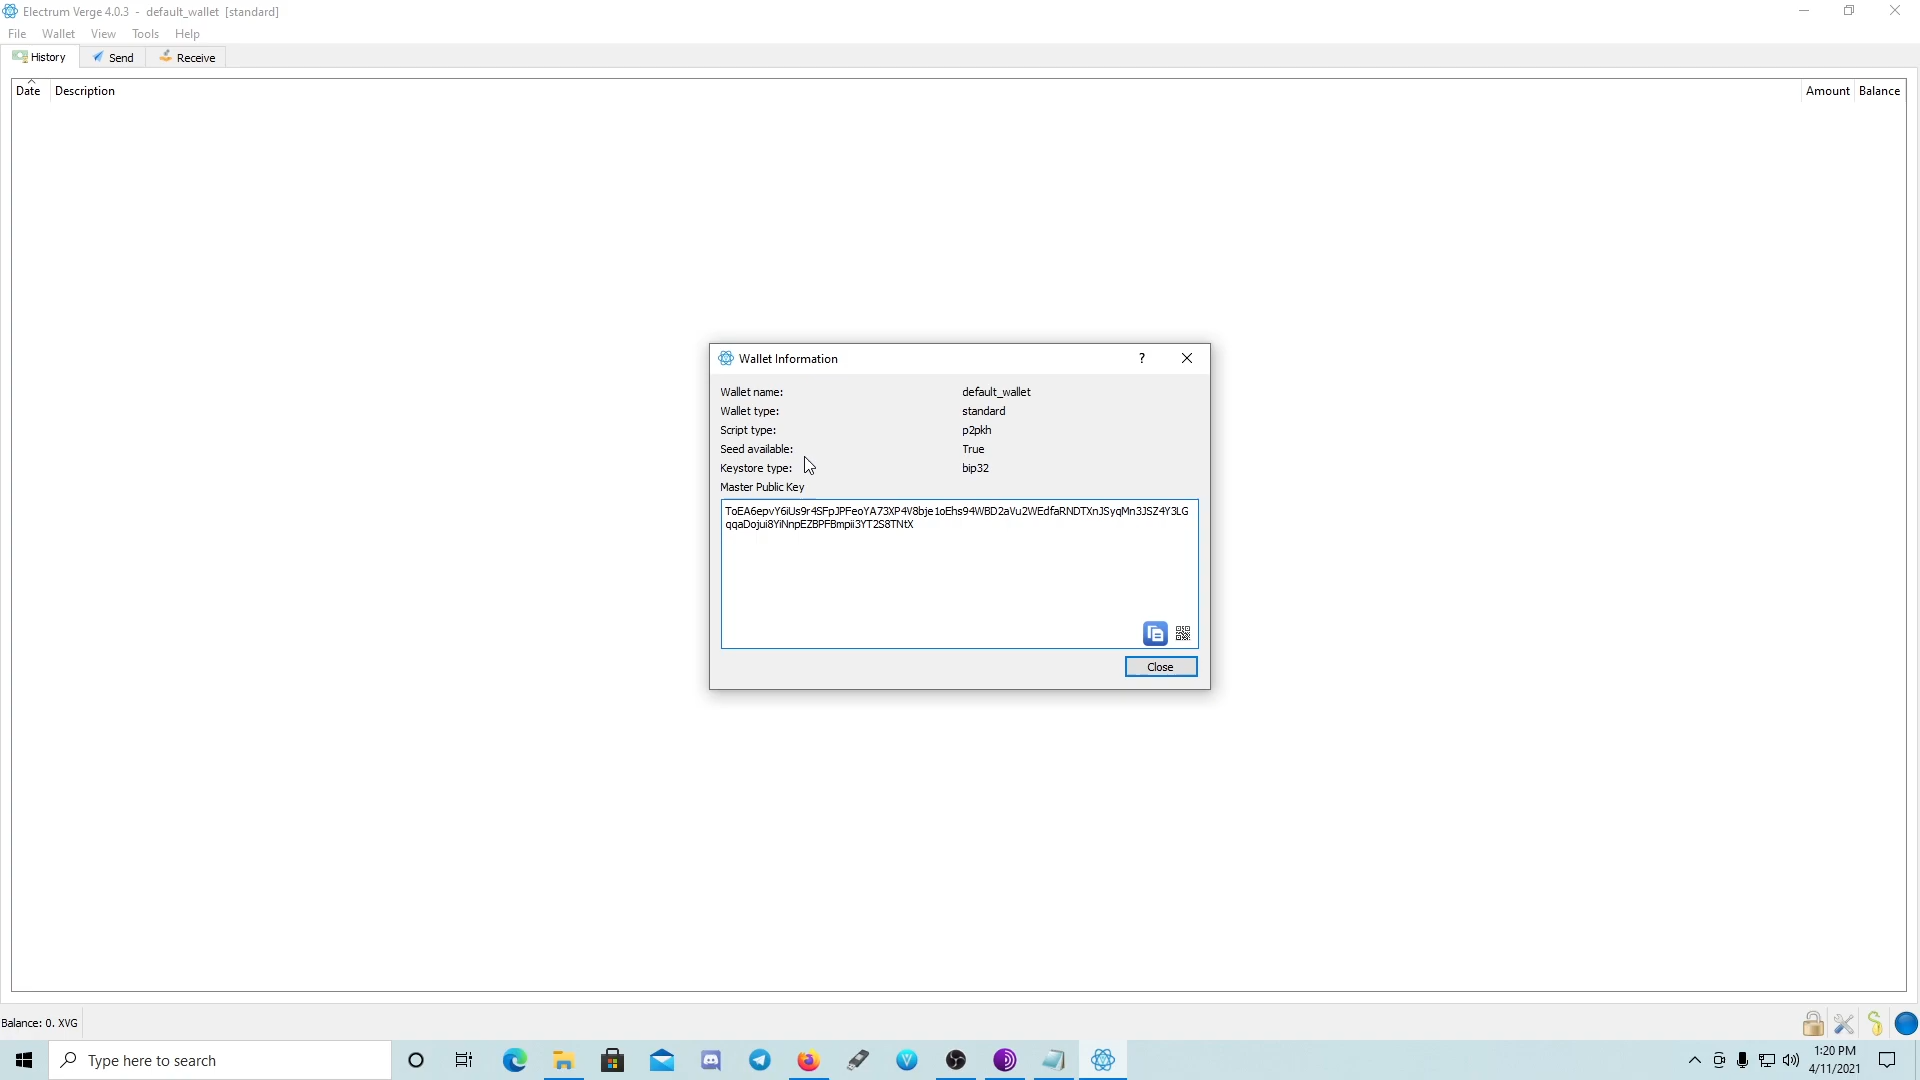 Electrum Verge 4.0.3 - default_wallet [standard]
File Wallet View Tools Help
History Send Receive
Date Description Amount Balance
Wallet Information ?
Wallet name: default_wallet
Wallet type: standard
Script type: p2pkh
Seed available: True
Keystore type: bip32
Master Public Key
ToEA6epvY6iUs9r4SFpJPFeoYA73XP4V8bje1oEhs94WBD2aVu2WEdfaRNDTXnJSyqMn3JSZ4Y3LG
qqaDojui8YiNnpEZBPFBmpii3YT2S8TNtX
Close
Balance: 0. XVG
Type here to search
1:20 PM
4/11/2021